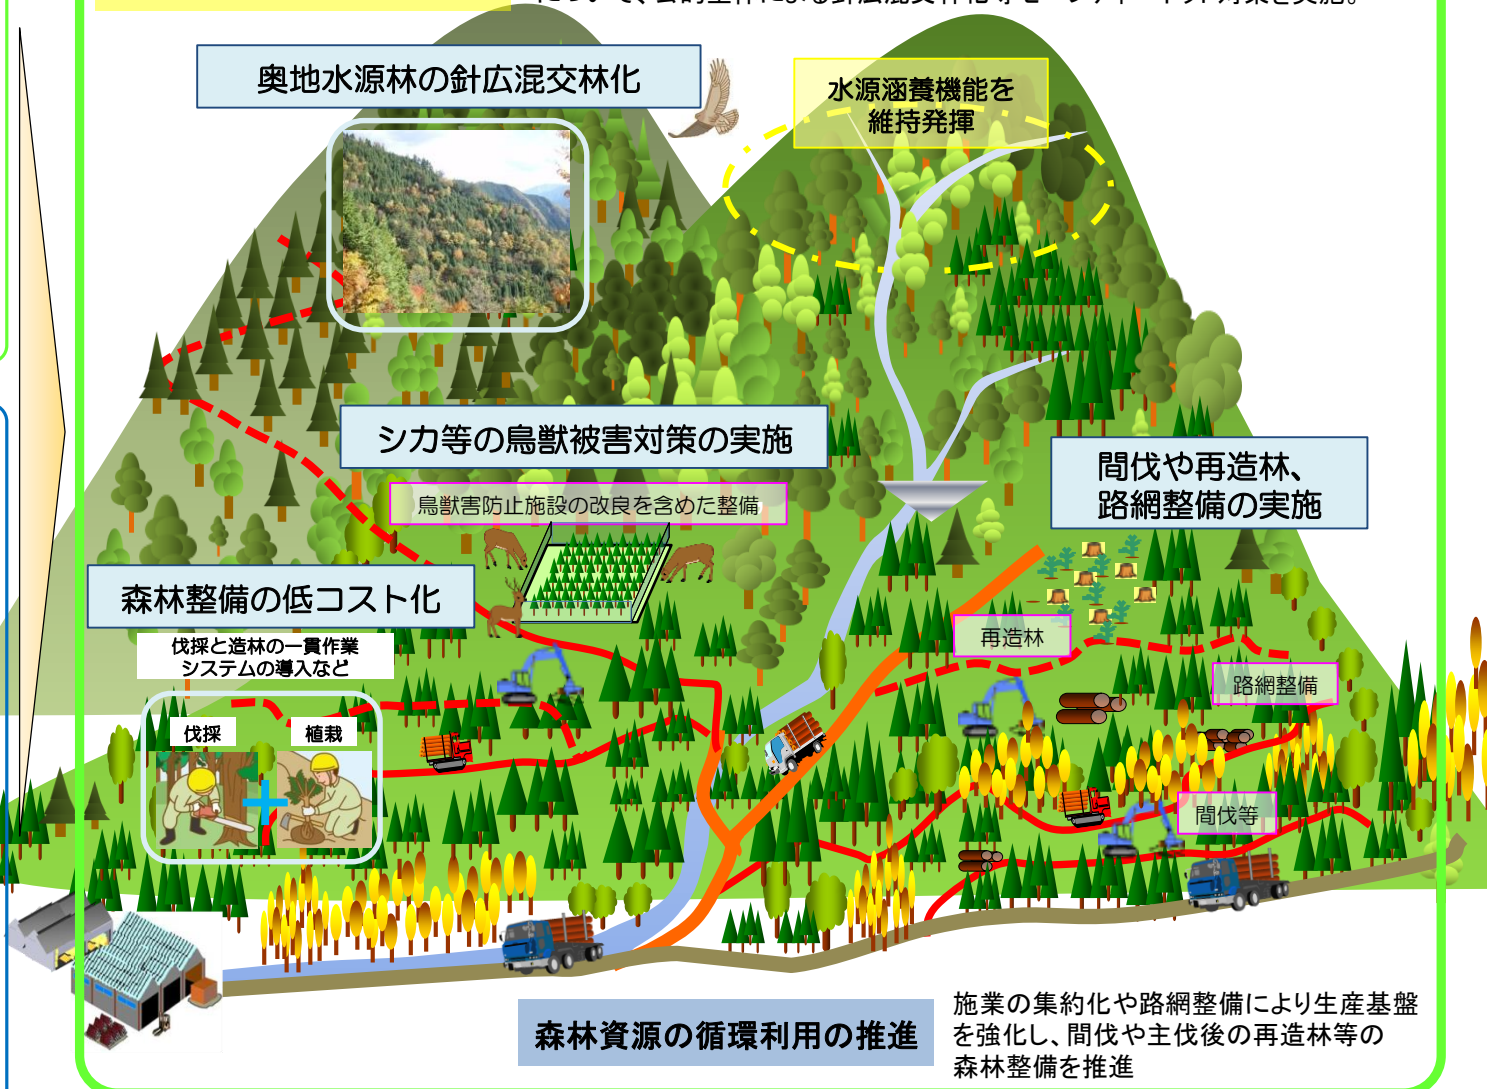 奥地水源林の針広混交林化
水源涵養機能を
維持発揮
シカ等の鳥獣被害対策の実施
鳥獣害防止施設の改良を含めた整備
間伐や再造林、
路網整備の実施
森林整備の低コスト化
伐採と造林の一貫作業
システムの導入など
伐採
植栽
再造林
路網整備
間伐等
森林資源の循環利用の推進
施業の集約化や路網整備により生産基盤
を強化し、間伐や主伐後の再造林等の
森林整備を推進